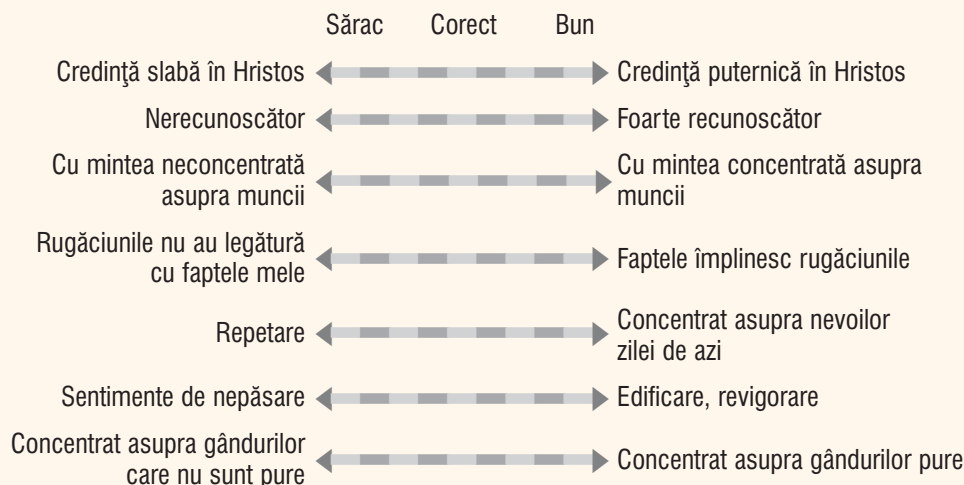 Sărac Corect Bun
Credinţă slabă în Hristos Credinţă puternică în Hristos
Nerecunoscător Foarte recunoscător
Cu mintea neconcentrată
asupra muncii
Cu mintea concentrată asupra
muncii
Rugăciunile nu au legătură
cu faptele mele
Faptele împlinesc rugăciunile
Repetare
Concentrat asupra nevoilor
zilei de azi
Sentimente de nepăsare Edificare, revigorare
Concentrat asupra gândurilor
care nu sunt pure
Concentrat asupra gândurilor pure